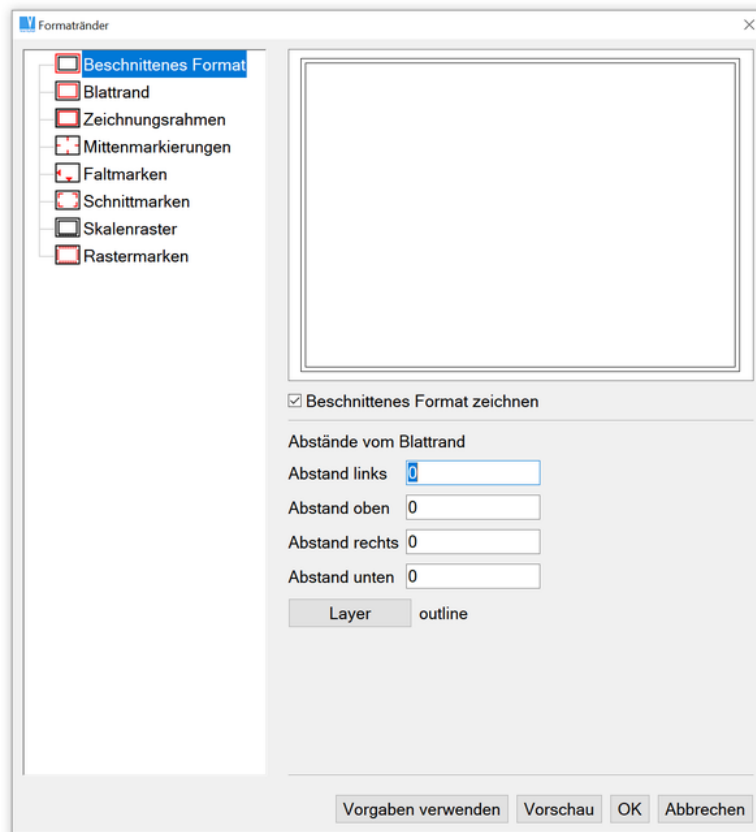 Formatränder
Beschnittenes Format
Blattrand
Zeichnungsrahmen
Mittenmarkierungen
Faltmarken
Schnittmarken
Skalenraster
Rastermarken
Beschnittenes Format zeichnen
Abstände vom Blattrand
Abstand links 0
Abstand oben 0
Abstand rechts 0
Abstand unten 0
Layer outline
Vorgaben verwenden Vorschau OK Abbrechen